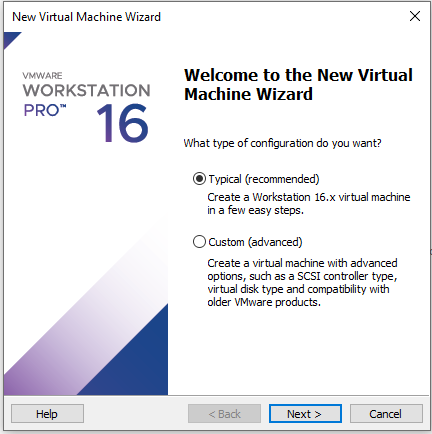 New Virtual Machine Wizard
VMWARE
WORKSTATION
PRO™ 16
Welcome to the New Virtual
Machine Wizard
What type of configuration do you want?
Typical (recommended)
Create a Workstation 16.x virtual machine
in a few easy steps.
Custom (advanced)
Create a virtual machine with advanced
options, such as a SCSI controller type,
virtual disk type and compatibility with
older VMware products.
Help
< Back
Next >
Cancel